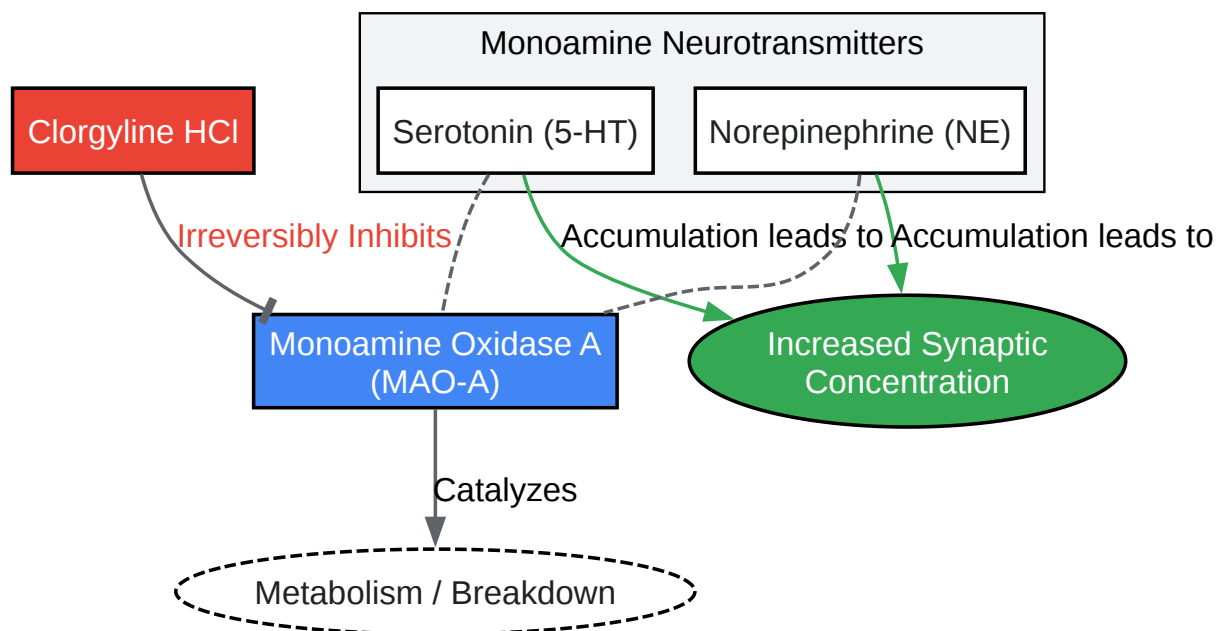 Monoamine Neurotransmitters
Clorgyline HCl
Serotonin (5-HT)
Norepinephrine (NE)
Irreversibly Inhibits
Accumulation leads to
Accumulation leads to
Monoamine Oxidase A
(MAO-A)
Increased Synaptic
Concentration
Catalyzes
Metabolism / Breakdown